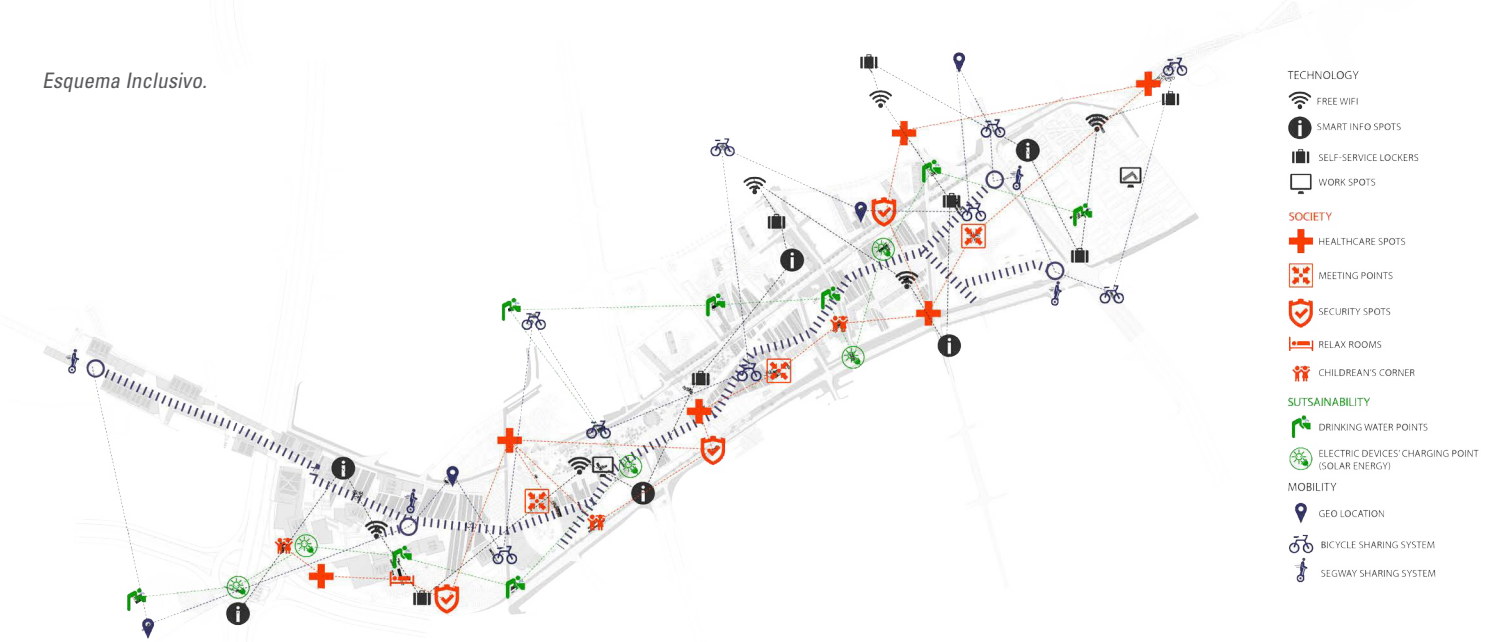 Esquema Inclusivo.
TECHNOLOGY
FREE WIFI
SMART INFO SPOTS
SELF-SERVICE LOCKERS
WORK SPOTS
SOCIETY
HEALTHCARE SPOTS
MEETING POINTS
SECURITY SPOTS
RELAX ROOMS
CHILDREAN'S CORNER
SUTSAINABILITY
DRINKING WATER POINTS
ELECTRIC DEVICES' CHARGING POINT
(SOLAR ENERGY)
MOBILITY
GEO LOCATION
BICYCLE SHARING SYSTEM
SEGWAY SHARING SYSTEM